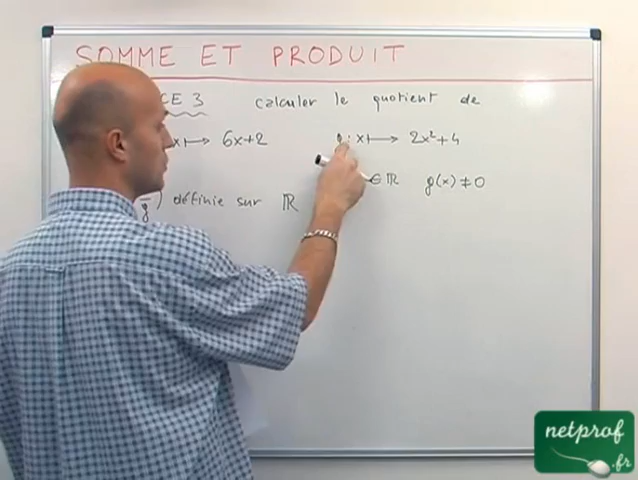 SOMME ET PRODUIT
CE 3 calculer le quotient de
x ↦ 6x+2 g : x ↦ 2x²+4
∈ ℝ g(x) ≠ 0
g ) définie sur ℝ
netprof
.fr